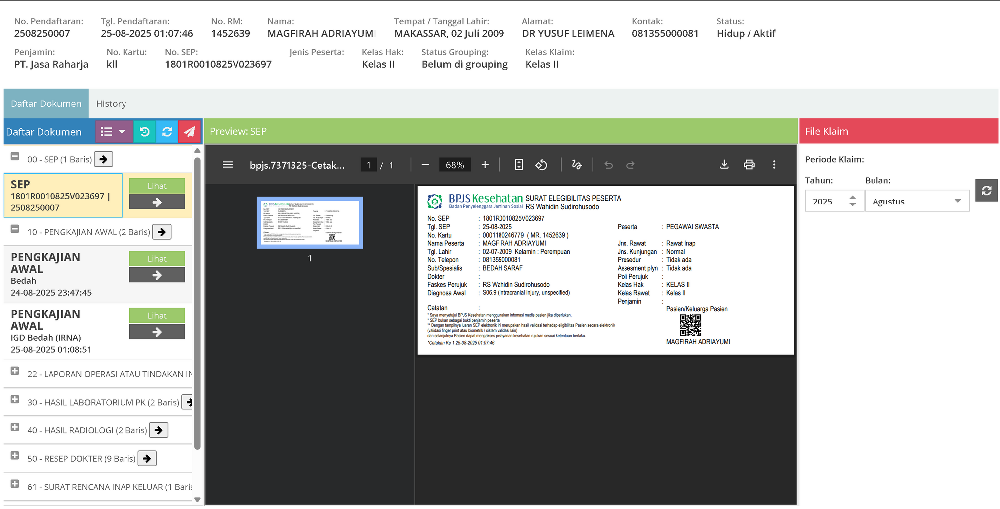 No. Pendaftaran: Tgl. Pendaftaran: No. RM: Nama: Tempat / Tanggal Lahir: Alamat: Kontak: Status:
2508250007 25-08-2025 01:07:46 1452639 MAGFIRAH ADRIAYUMI MAKASSAR, 02 Juli 2009 DR YUSUF LEIMENA 081355000081 Hidup / Aktif
Penjamin: No. Kartu: No. SEP: Jenis Peserta: Kelas Hak: Status Grouping: Kelas Klaim:
PT. Jasa Raharja kll 1801R0010825V023697 Kelas II Belum di grouping Kelas II
Daftar Dokumen History
Daftar Dokumen
00 - SEP (1 Baris)
SEP
1801R0010825V023697 |
2508250007
Lihat
10 - PENGKAJIAN AWAL (2 Baris)
PENGKAJIAN
AWAL
Bedah
24-08-2025 23:47:45
Lihat
PENGKAJIAN
AWAL
IGD Bedah (IRNA)
25-08-2025 01:08:51
Lihat
22 - LAPORAN OPERASI ATAU TINDAKAN IN
30 - HASIL LABORATORIUM PK (2 Baris)
40 - HASIL RADIOLOGI (2 Baris)
50 - RESEP DOKTER (9 Baris)
61 - SURAT RENCANA INAP KELUAR (1 Baris
Preview: SEP
bpjs.7371325-Cetak... 1 / 1 68%
1
BPJS Kesehatan SURAT ELEGIBILITAS PESERTA
Badan Penyelenggara Jaminan Sosial RS Wahidin Sudirohusodo
No. SEP : 1801R0010825V023697
Tgl. SEP : 25-08-2025 Peserta : PEGAWAI SWASTA
No. Kartu : 0001180246779 ( MR. 1452639 )
Nama Peserta : MAGFIRAH ADRIAYUMI Jns. Rawat : Rawat Inap
Tgl. Lahir : 02-07-2009 Kelamin : Perempuan Jns. Kunjungan : Normal
No. Telepon : 081355000081 Prosedur : Tidak ada
Sub/Spesialis : BEDAH SARAF Assesment plyn : Tidak ada
Dokter : Poli Perujuk :
Faskes Perujuk : RS Wahidin Sudirohusodo Kelas Hak : KELAS II
Diagnosa Awal : S06.9 (Intracranial injury, unspecified) Kelas Rawat : Kelas II
Penjamin :
Catatan : Pasien/Keluarga Pasien
* Saya menyetujui BPJS Kesehatan menggunakan infomasi medis pasien jika diperlukan.
* SEP bukan sebagai bukti penjamin peserta.
** Dengan tampilnya luaran SEP elektronik ini merupakan hasil validasi terhadap eligibilitas Pasien secara elektronik
(validasi finger print atau biometrik / sistem validasi lain)
dan selanjutnya Pasien dapat mengakses pelayanan kesehatan rujukan sesuai ketentuan berlaku.
*Cetakan Ke 1 25-08-2025 01:07:46 MAGFIRAH ADRIAYUMI
File Klaim
Periode Klaim:
Tahun: Bulan:
2025 Agustus